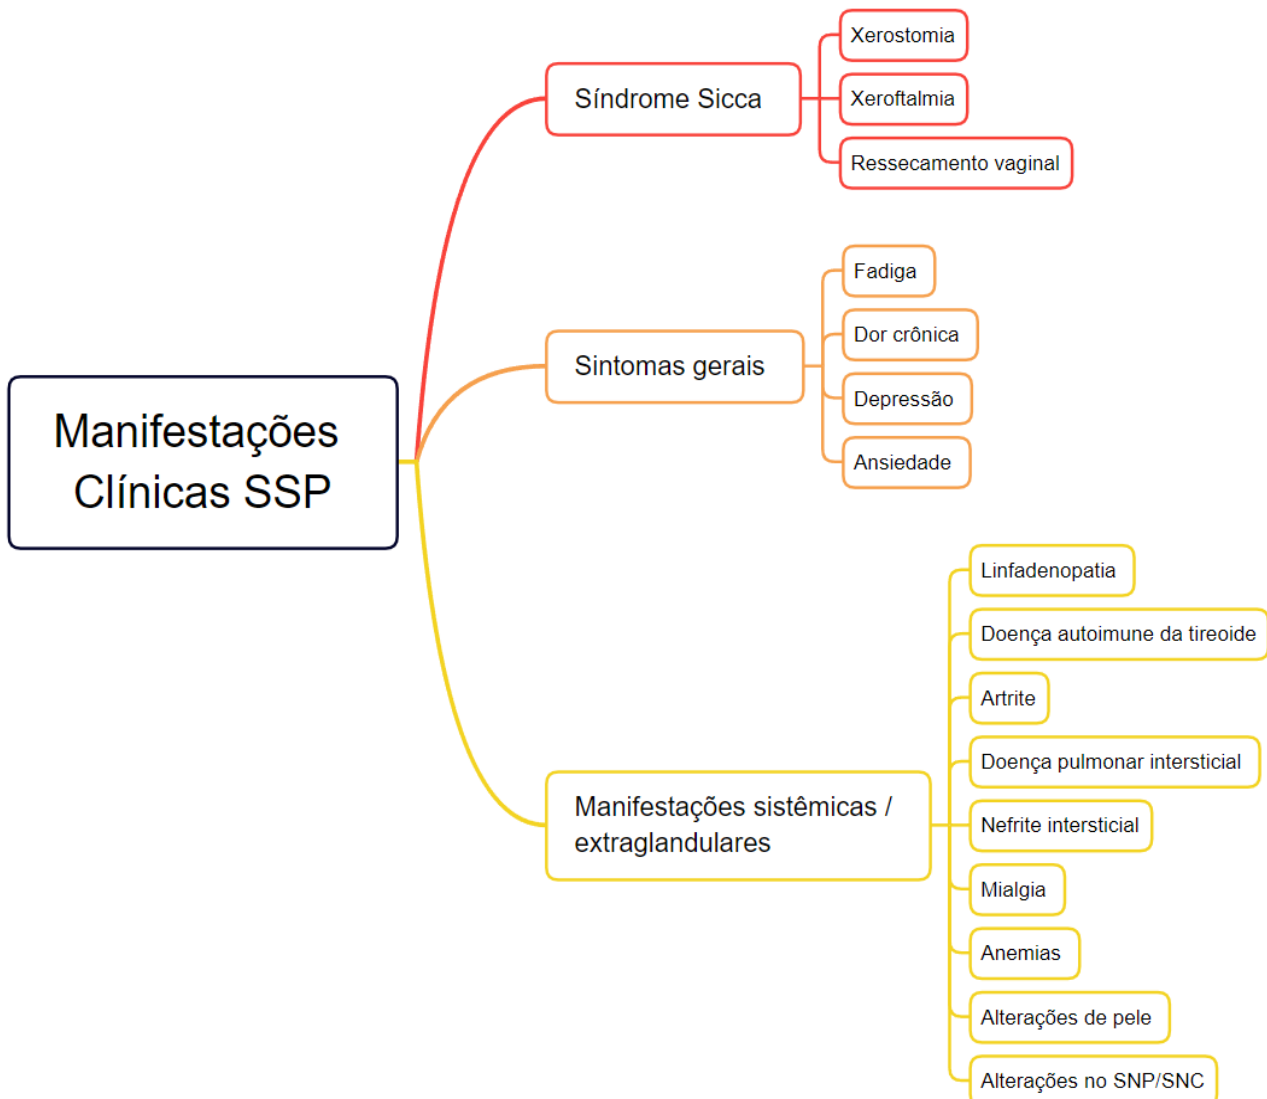 Manifestações
Clínicas SSP
Síndrome Sicca
Xerostomia
Xeroftalmia
Ressecamento vaginal
Sintomas gerais
Fadiga
Dor crônica
Depressão
Ansiedade
Manifestações sistêmicas /
extraglandulares
Linfadenopatia
Doença autoimune da tireoide
Artrite
Doença pulmonar intersticial
Nefrite intersticial
Mialgia
Anemias
Alterações de pele
Alterações no SNP/SNC